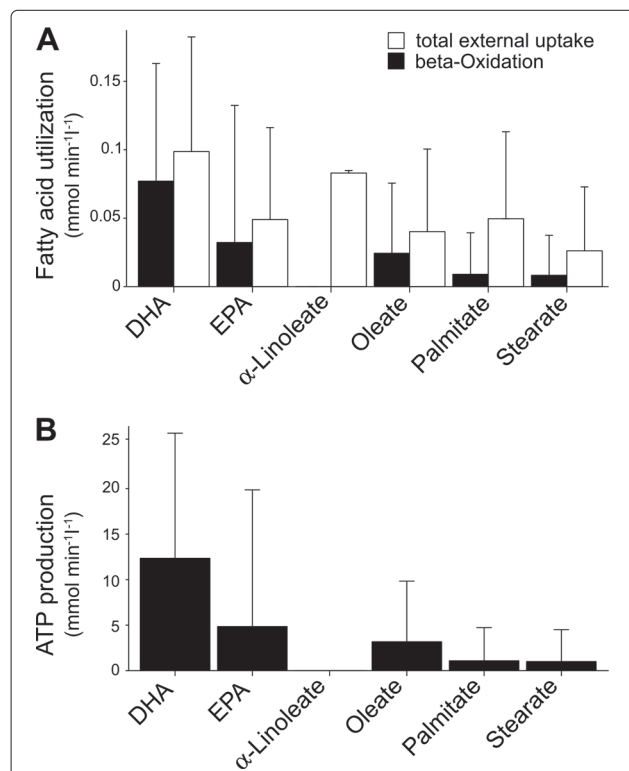 A
total external uptake
beta-Oxidation
Fatty acid utilization
(mmol min⁻¹l⁻¹)
0.15
0.1
0.05
0
DHA
EPA
α-Linoleate
Oleate
Palmitate
Stearate
B
ATP production
(mmol min⁻¹l⁻¹)
25
20
15
10
5
0
DHA
EPA
α-Linoleate
Oleate
Palmitate
Stearate